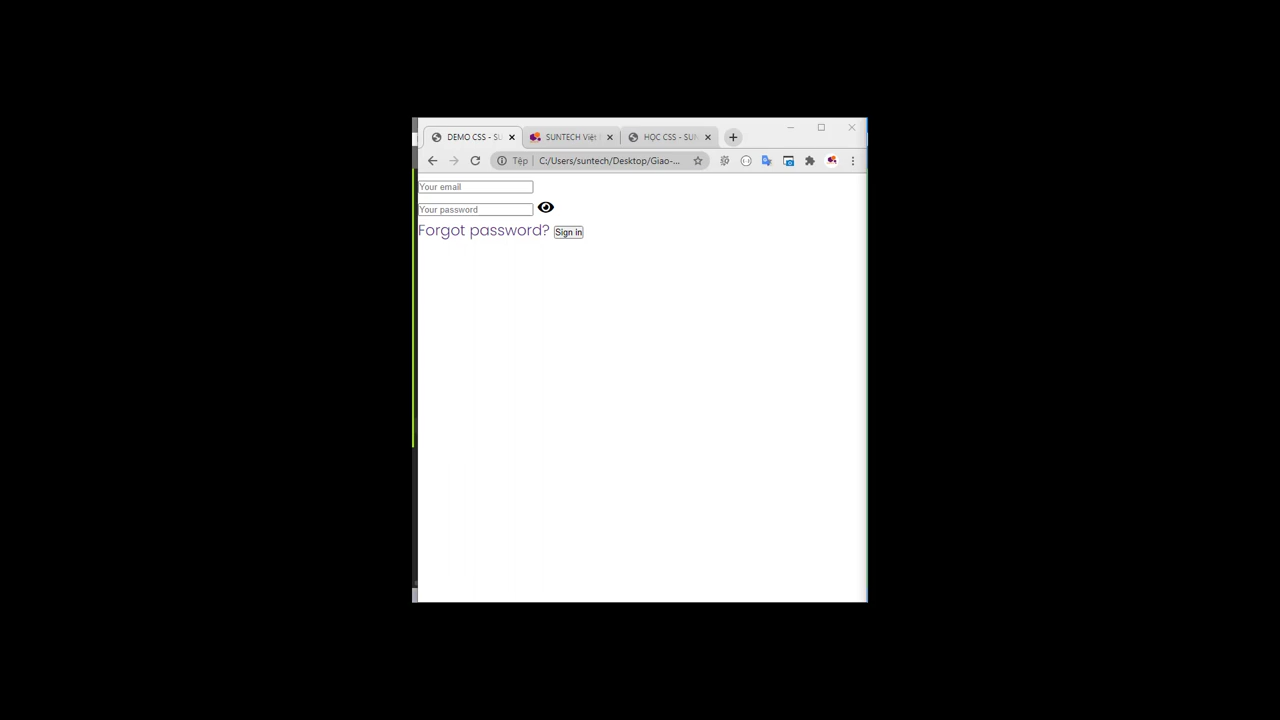 DEMO CSS - SU
SUNTECH Việt
HỌC CSS - SUN
Tệp
C:/Users/suntech/Desktop/Giao-...
Your email
Your password
Forgot password?
Sign in